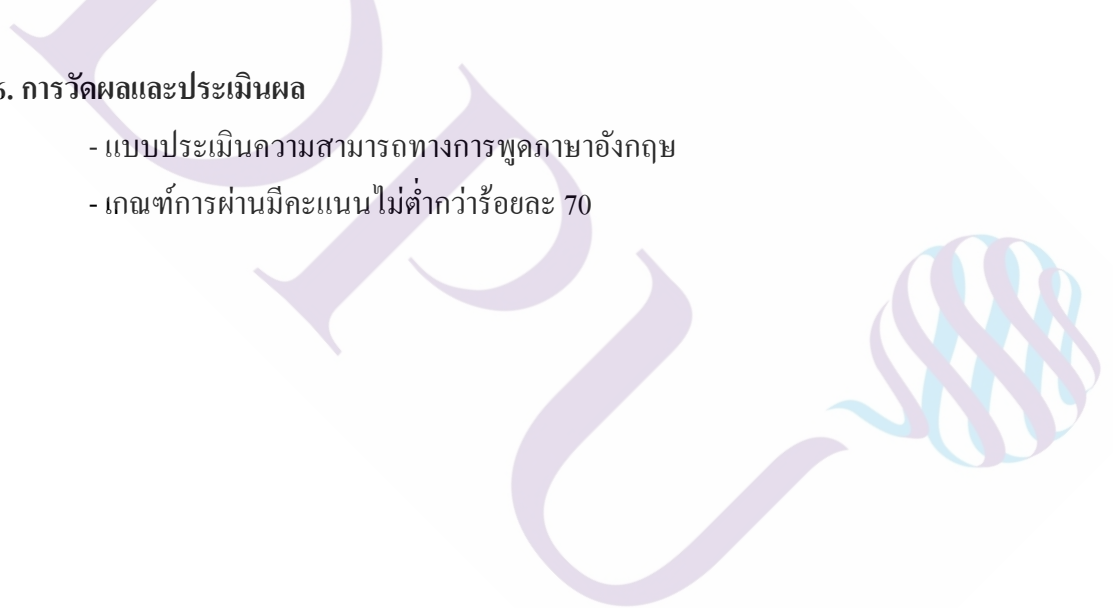 6. การวัดผลและประเมินผล
- แบบประเมินความสามารถทางการพูดภาษาอังกฤษ
- เกณฑ์การผ่านมีคะแนนไม่ต่ำกว่าร้อยละ 70
DPU